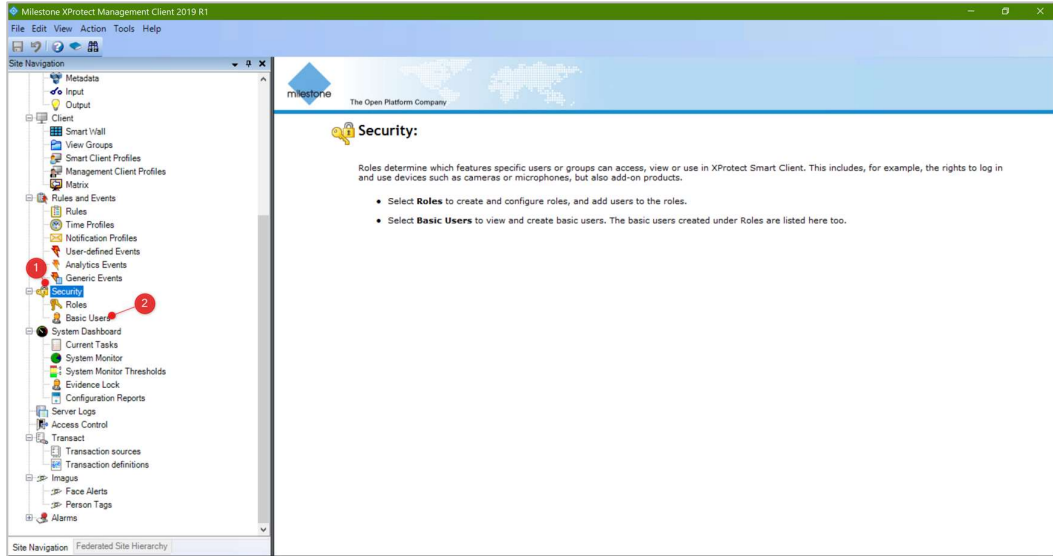 Milestone XProtect Management Client 2019 R1
File Edit View Action Tools Help
Site Navigation
Metadata
Input
Output
Client
Smart Wall
View Groups
Smart Client Profiles
Management Client Profiles
Matrix
Rules and Events
Rules
Time Profiles
Notification Profiles
User-defined Events
Analytics Events
1
Generic Events
Security
Roles
2
Basic Users
System Dashboard
Current Tasks
System Monitor
System Monitor Thresholds
Evidence Lock
Configuration Reports
Server Logs
Access Control
Transact
Transaction sources
Transaction definitions
Imagus
Face Alerts
Person Tags
Alarms
Site Navigation Federated Site Hierarchy
milestone
The Open Platform Company
Security:
Roles determine which features specific users or groups can access, view or use in XProtect Smart Client. This includes, for example, the rights to log in
and use devices such as cameras or microphones, but also add-on products.
• Select Roles to create and configure roles, and add users to the roles.
• Select Basic Users to view and create basic users. The basic users created under Roles are listed here too.